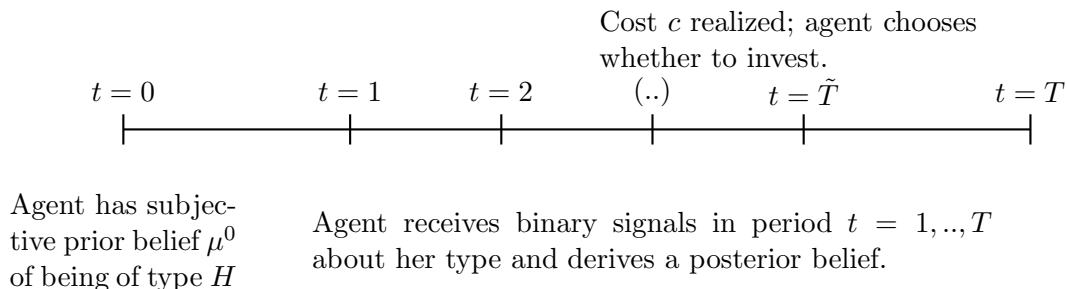 Cost c realized; agent chooses
whether to invest.
t = 0 t = 1 t = 2 (..) t = T̃ t = T
Agent has subjec-
tive prior belief μ⁰
of being of type H
Agent receives binary signals in period t = 1,..,T
about her type and derives a posterior belief.